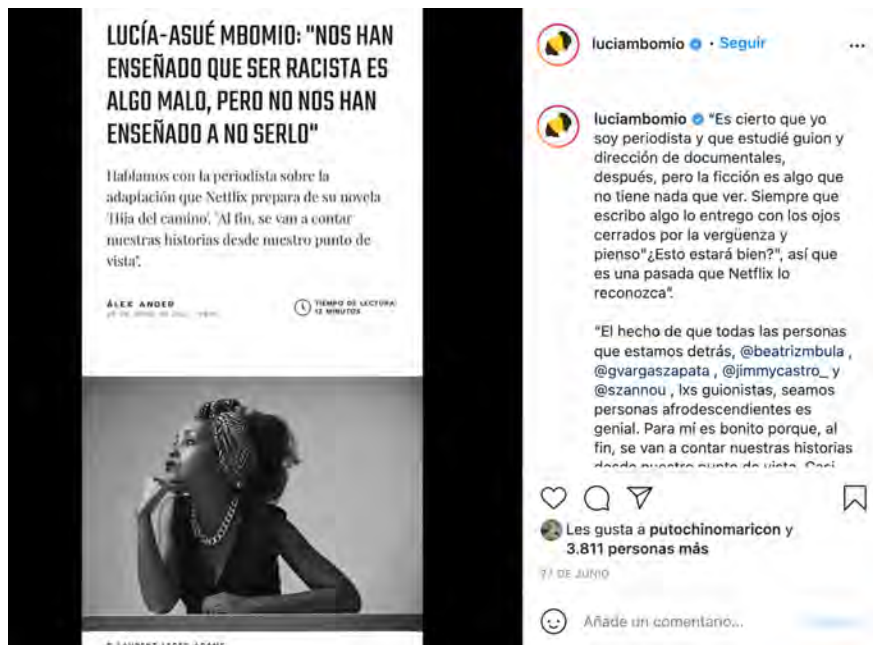 LUCÍA-ASUÉ MBOMIO: "NOS HAN
ENSEÑADO QUE SER RACISTA ES
ALGO MALO, PERO NO NOS HAN
ENSEÑADO A NO SERLO"
Hablamos con la periodista sobre la
adaptación que Netflix prepara de su novela
'Hija del camino'. "Al fin, se van a contar
nuestras historias desde nuestro punto de
vista".
ÁLEX ANDER
TIEMPO DE LECTURA:
12 MINUTOS
luciambomio • Seguir
luciambomio "Es cierto que yo
soy periodista y que estudié guion y
dirección de documentales,
después, pero la ficción es algo que
no tiene nada que ver. Siempre que
escribo algo lo entrego con los ojos
cerrados por la vergüenza y
pienso"¿Esto estará bien?", así que
es una pasada que Netflix lo
reconozca".
"El hecho de que todas las personas
que estamos detrás, @beatrizmbula ,
@gvargaszapata , @jimmycastro_ y
@szannou , lxs guionistas, seamos
personas afrodescendientes es
genial. Para mí es bonito porque, al
fin, se van a contar nuestras historias
desde nuestro punto de vista. Casi
Les gusta a putochinomaricon y
3.811 personas más
27 DE JUNIO
Añade un comentario...